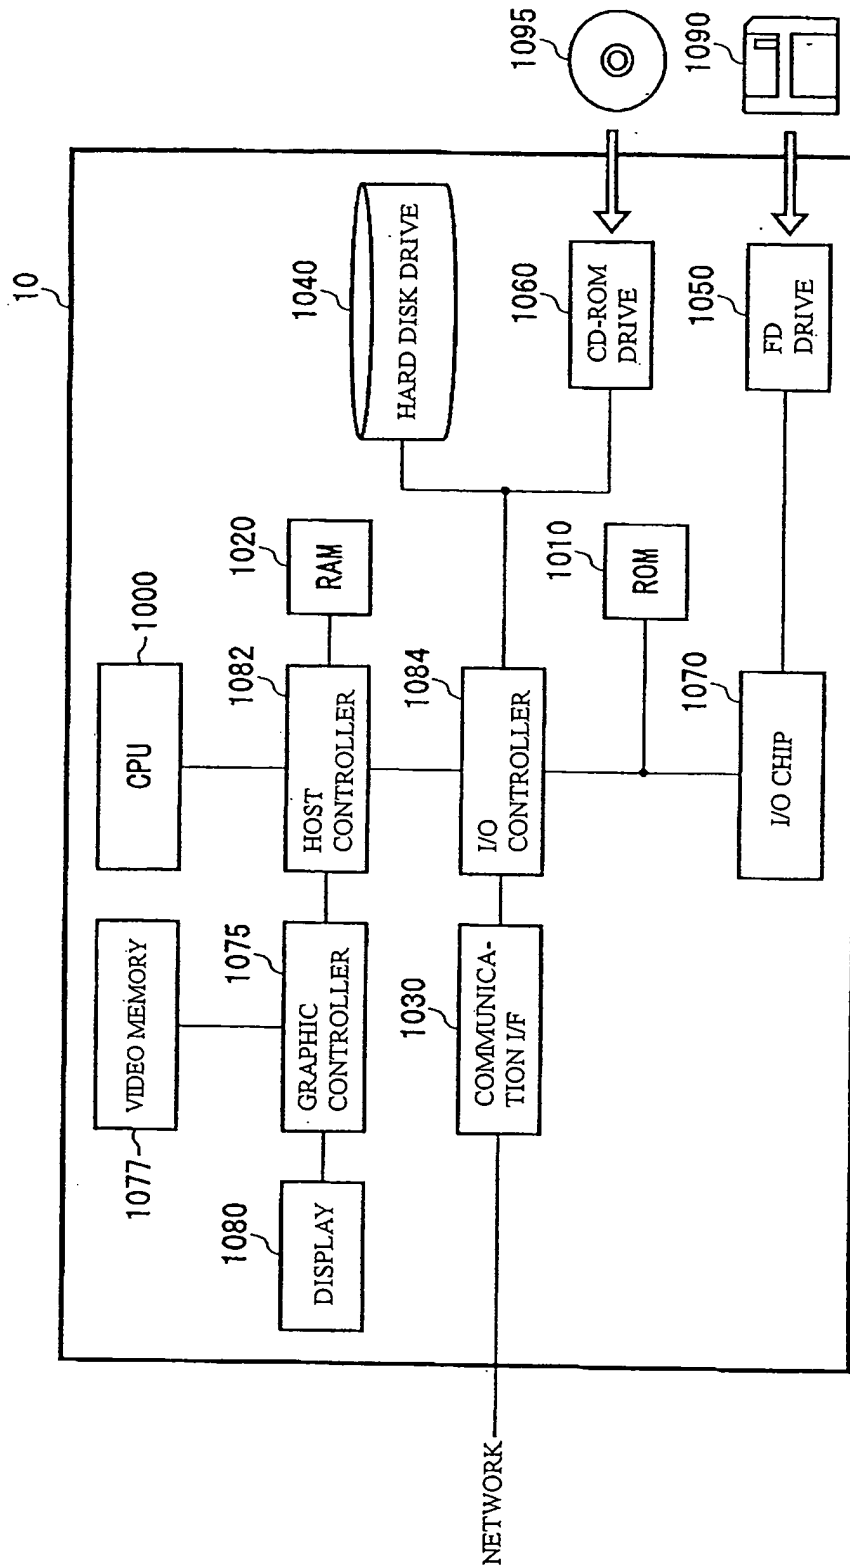 10
1000
CPU
VIDEO MEMORY
1077
1020
RAM
1082
HOST
CONTROLLER
1075
GRAPHIC
CONTROLLER
1080
DISPLAY
1040
HARD DISK DRIVE
1084
I/O
CONTROLLER
1030
COMMUNICA-
TION I/F
NETWORK
1095
1060
CD-ROM
DRIVE
1010
ROM
1090
1050
FD
DRIVE
1070
I/O CHIP